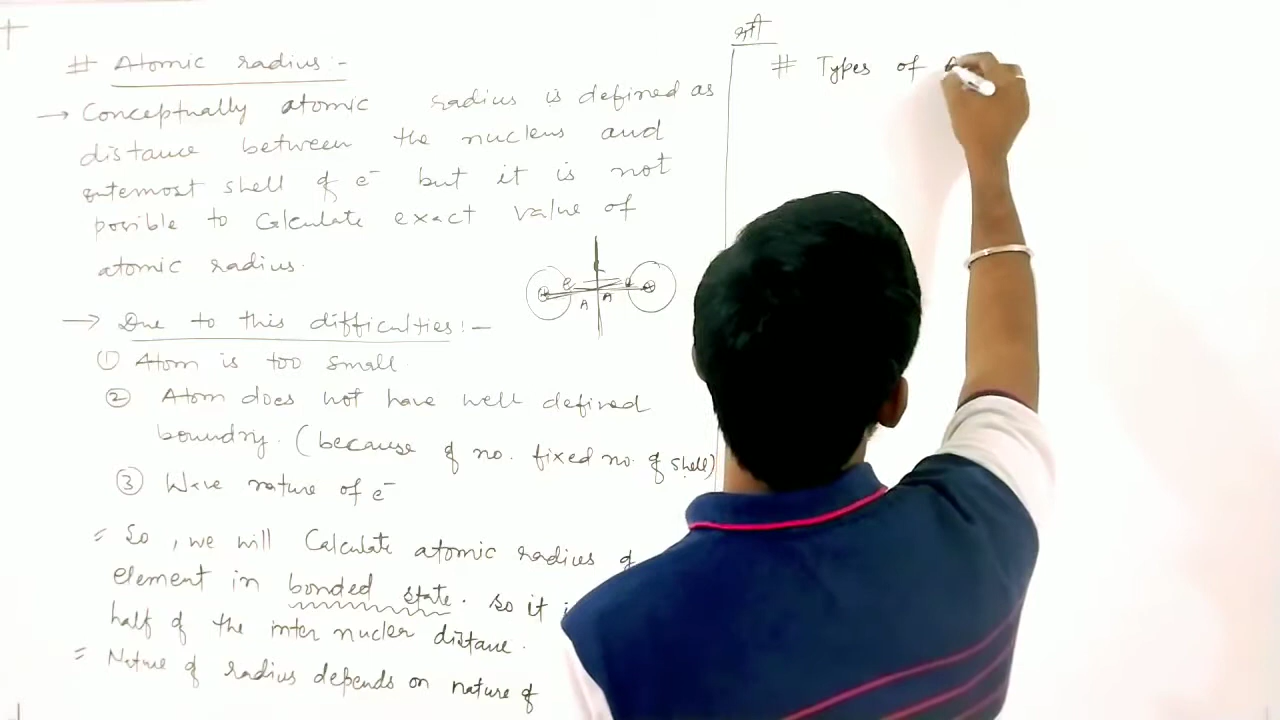 # Atomic radius:-
→ Conceptually atomic radius is defined as
distance between the nucleus and
outermost shell of e⁻ but it is not
posible to Calculate exact value of
atomic radius.
A A
→ Due to this difficulties:-
① Atom is too small.
② Atom does not have well defined
boundry. (because of no. fixed no. of shell)
③ Wave nature of e⁻
= So, we will Calculate atomic radius of
element in bonded state. so it
half of the inter nucler distance.
= Nature of radius depends on nature of
# Types of